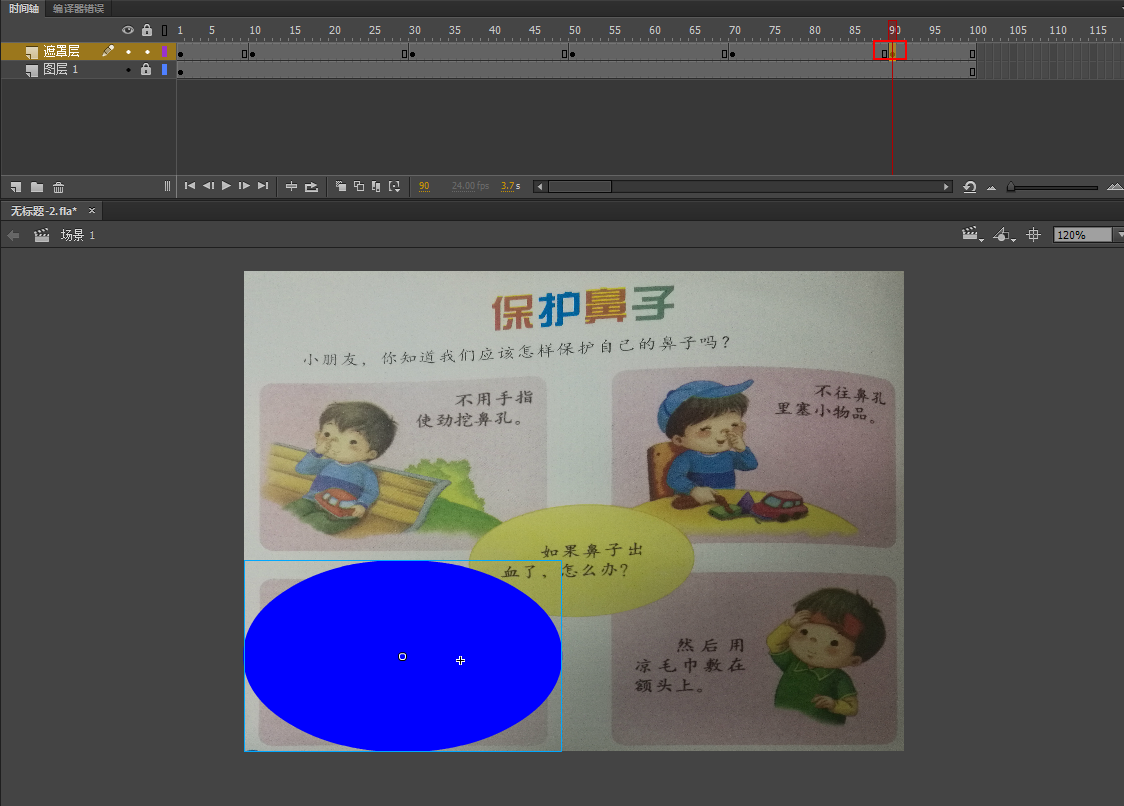 时间轴 编译器错误
1 5 10 15 20 25 30 35 40 45 50 55 60 65 70 75 80 85 90 95 100 105 110 115
遮罩层
图层 1
90 24.00 fps 3.7 s
无标题-2.fla* ×
场景 1
120%
保护鼻子
小朋友，你知道我们应该怎样保护自己的鼻子吗？
不用手指
使劲挖鼻孔。
不往鼻孔
里塞小物品。
如果鼻子出
血了，怎么办？
然后用
凉毛巾敷在
额头上。